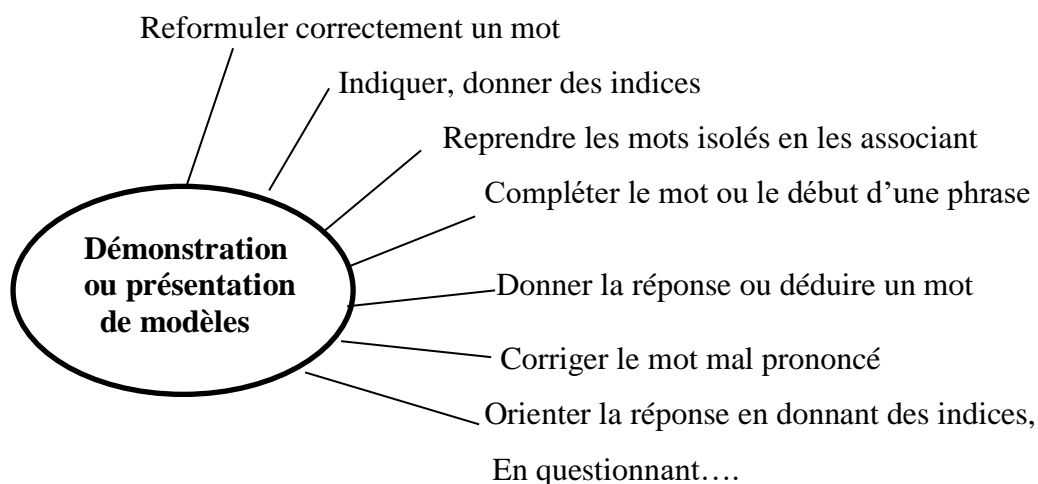 Reformuler correctement un mot
Indiquer, donner des indices
Reprendre les mots isolés en les associant
Compléter le mot ou le début d’une phrase
Démonstration
ou présentation
de modèles
Donner la réponse ou déduire un mot
Corriger le mot mal prononcé
Orienter la réponse en donnant des indices,
En questionnant….